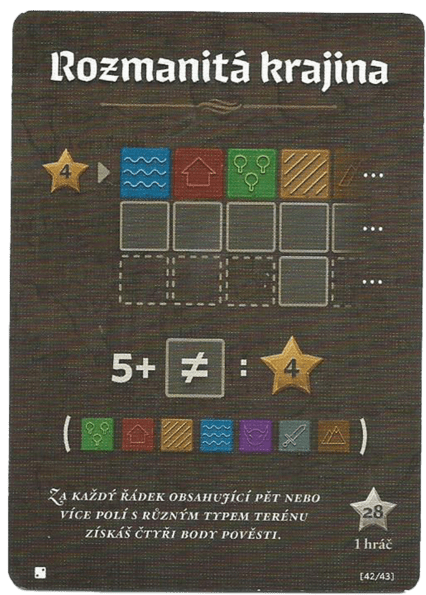 Rozmanitá krajina
4
...
...
...
5+ ≠ : 4
( )
Za každý řádek obsahující pět nebo
více polí s různým typem terénu
získáš čtyři body pověsti.
28
1 hráč
[42/43]